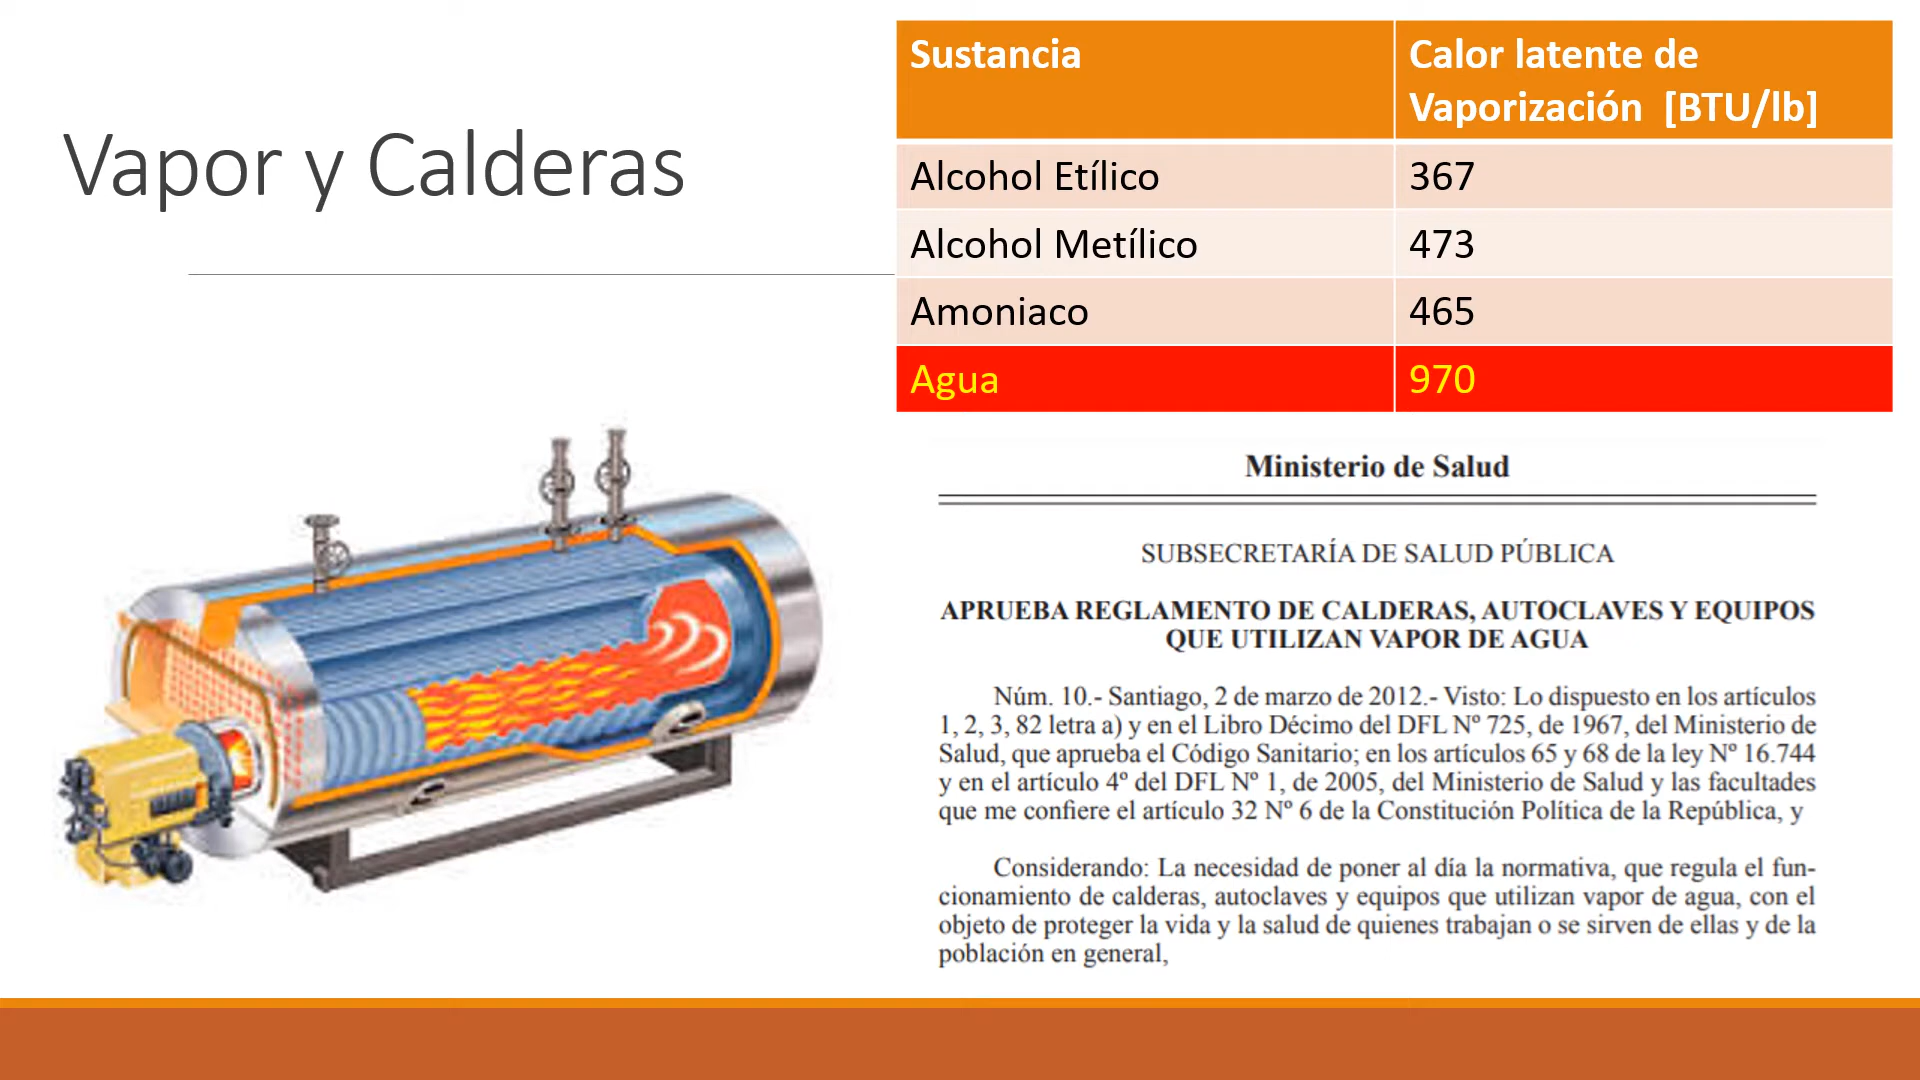 Vapor y Calderas
Sustancia
Calor latente de
Vaporización [BTU/lb]
Alcohol Etílico
367
Alcohol Metílico
473
Amoniaco
465
Agua
970
Ministerio de Salud
SUBSECRETARÍA DE SALUD PÚBLICA
APRUEBA REGLAMENTO DE CALDERAS, AUTOCLAVES Y EQUIPOS
QUE UTILIZAN VAPOR DE AGUA
Núm. 10.- Santiago, 2 de marzo de 2012.- Visto: Lo dispuesto en los artículos
1, 2, 3, 82 letra a) y en el Libro Décimo del DFL Nº 725, de 1967, del Ministerio de
Salud, que aprueba el Código Sanitario; en los artículos 65 y 68 de la ley Nº 16.744
y en el artículo 4º del DFL Nº 1, de 2005, del Ministerio de Salud y las facultades
que me confiere el artículo 32 Nº 6 de la Constitución Política de la República, y
Considerando: La necesidad de poner al día la normativa, que regula el fun-
cionamiento de calderas, autoclaves y equipos que utilizan vapor de agua, con el
objeto de proteger la vida y la salud de quienes trabajan o se sirven de ellas y de la
población en general,